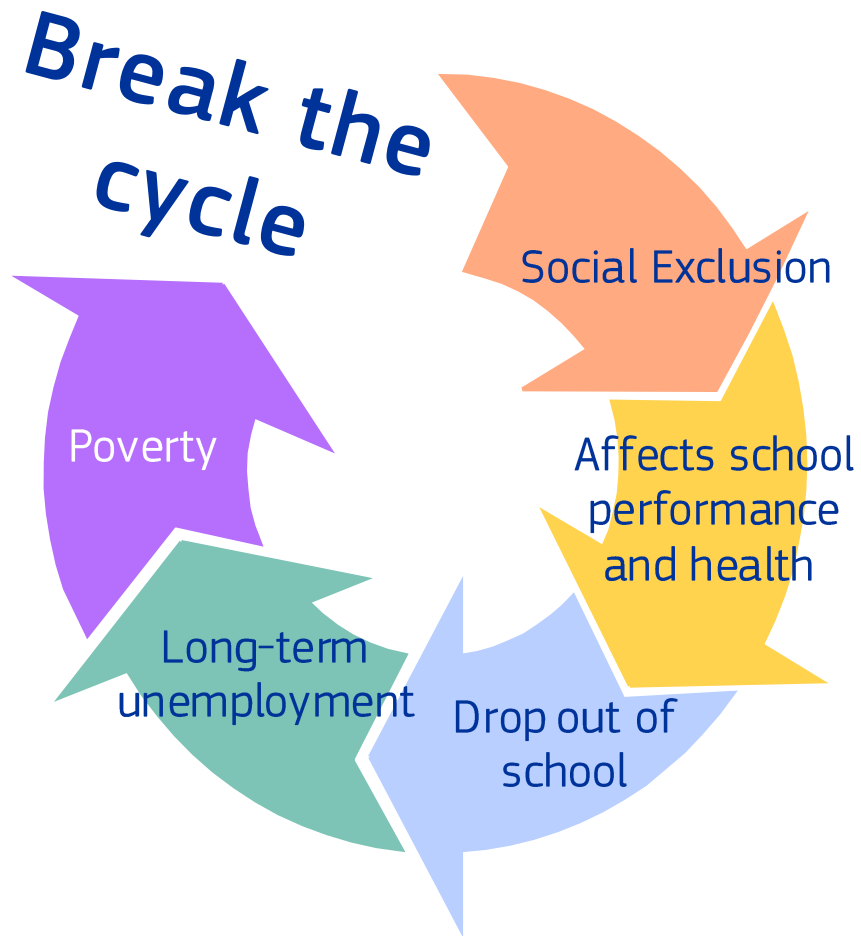 Break the
cycle
Social Exclusion
Affects school
performance
and health
Drop out of
school
Long-term
unemployment
Poverty